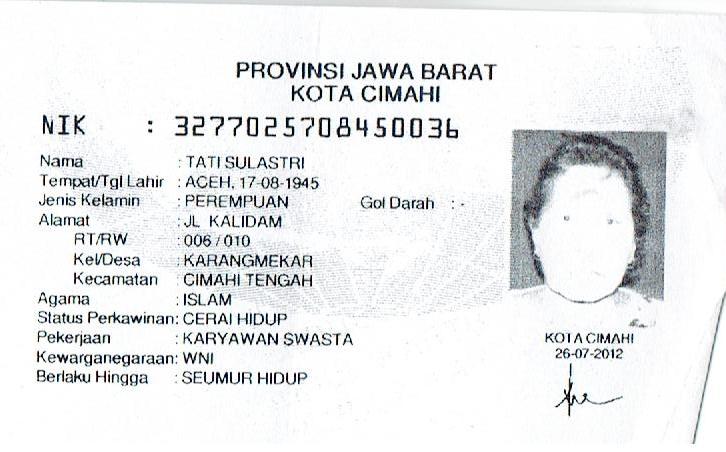 PROVINSI JAWA BARAT
KOTA CIMAHI
NIK : 3277025708450036
Nama : TATI SULASTRI
Tempat/Tgl Lahir : ACEH, 17-08-1945
Jenis Kelamin : PEREMPUAN Gol Darah : -
Alamat : JL KALIDAM
RT/RW : 006 / 010
Kel/Desa : KARANGMEKAR
Kecamatan : CIMAHI TENGAH
Agama : ISLAM
Status Perkawinan: CERAI HIDUP
Pekerjaan : KARYAWAN SWASTA
Kewarganegaraan: WNI
Berlaku Hingga : SEUMUR HIDUP
KOTA CIMAHI
26-07-2012